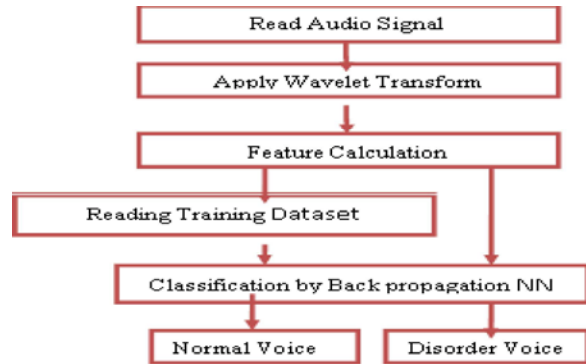 Read Audio Signal
Apply Wavelet Transform
Feature Calculation
Reading Training Dataset
Classification by Back propagation NN
Normal Voice
Disorder Voice